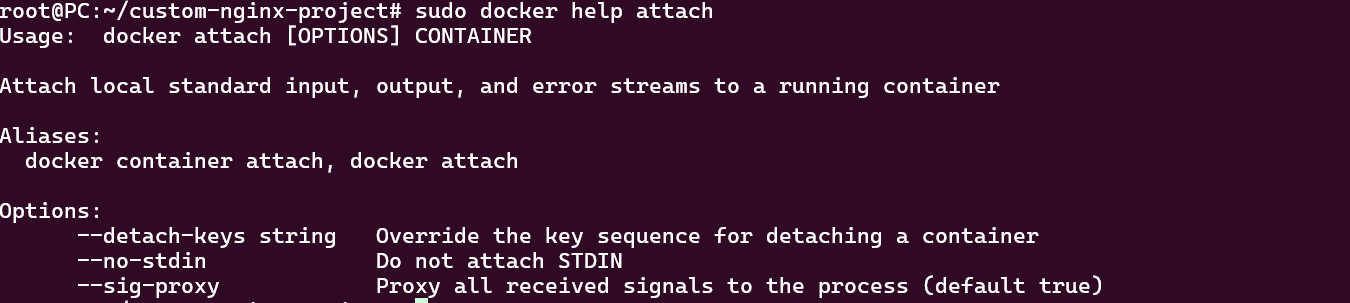 root@PC:~/custom-nginx-project# sudo docker help attach
Usage:  docker attach [OPTIONS] CONTAINER
Attach local standard input, output, and error streams to a running container
Aliases:
  docker container attach, docker attach
Options:
      --detach-keys string   Override the key sequence for detaching a container
      --no-stdin             Do not attach STDIN
      --sig-proxy            Proxy all received signals to the process (default true)